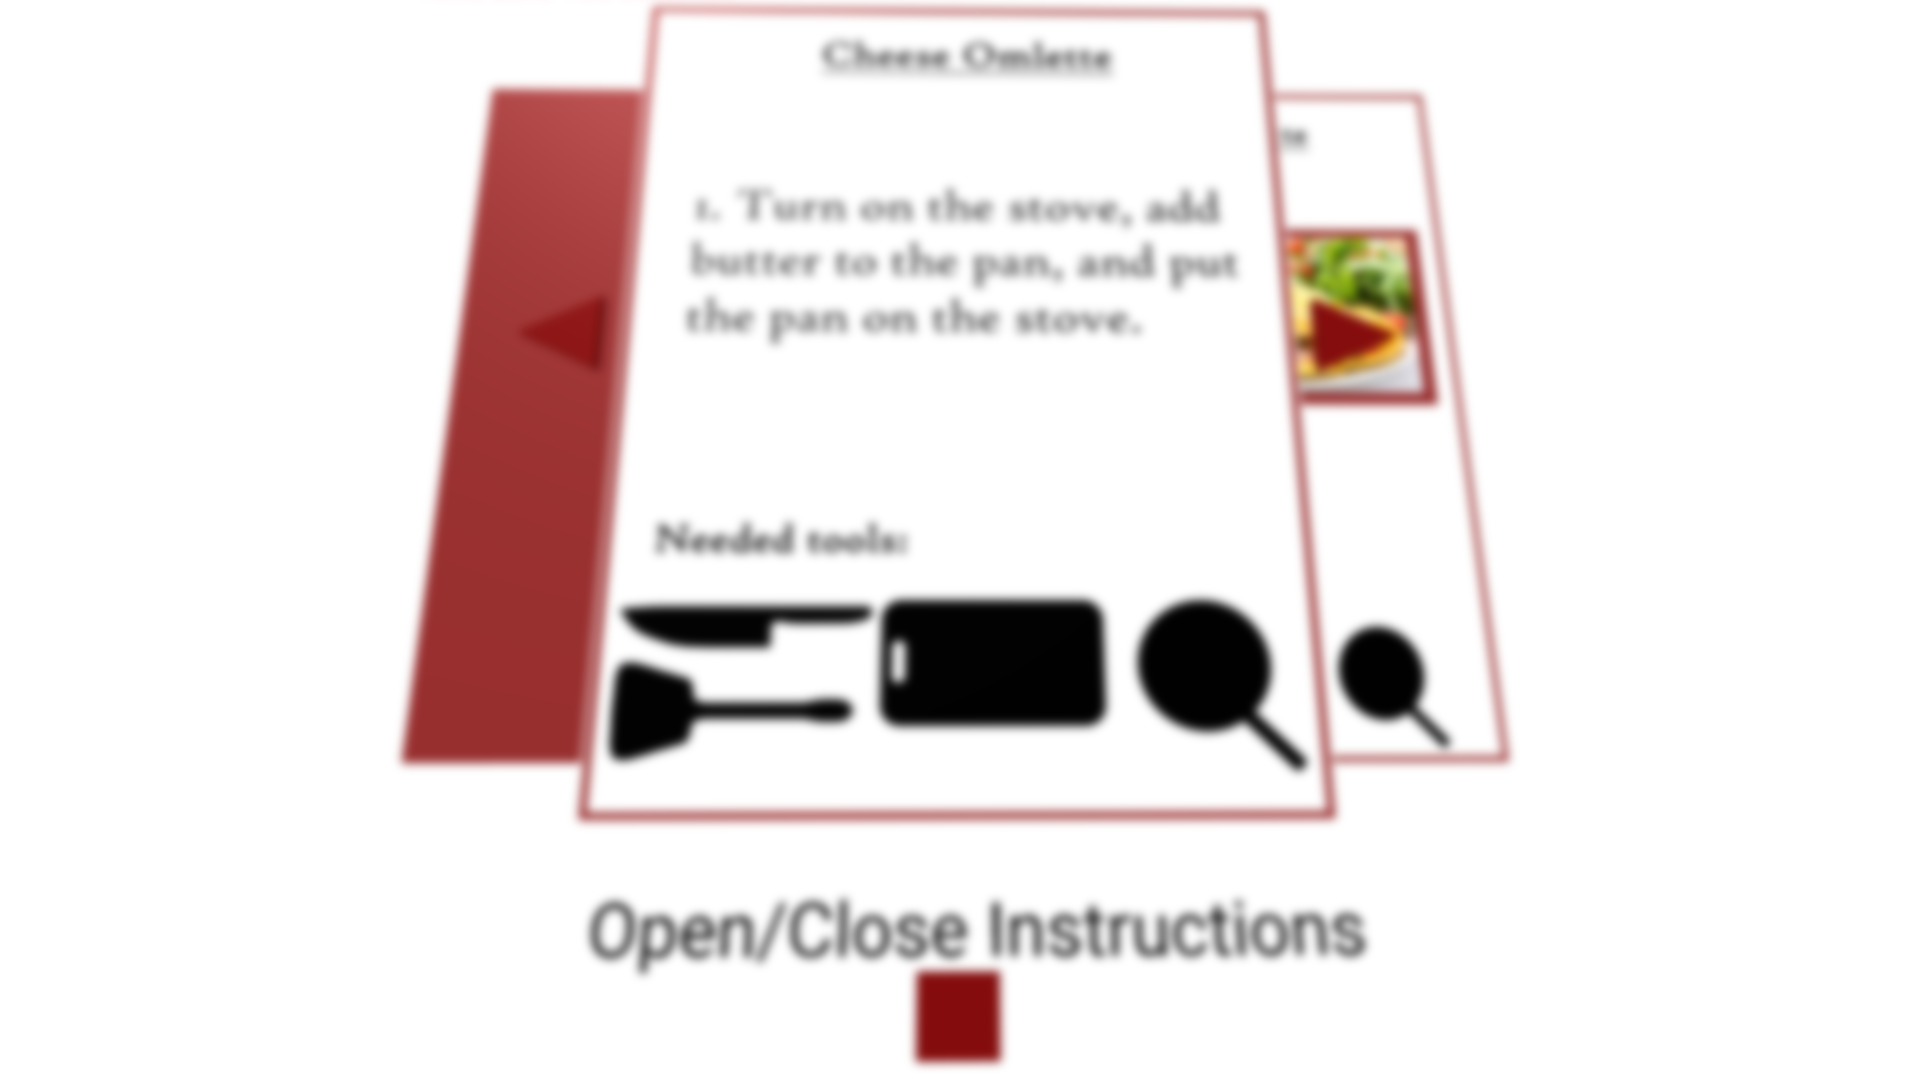 Cheese Omlette
te
1. Turn on the stove, add
butter to the pan, and put
the pan on the stove.
Needed tools:
Open/Close Instructions